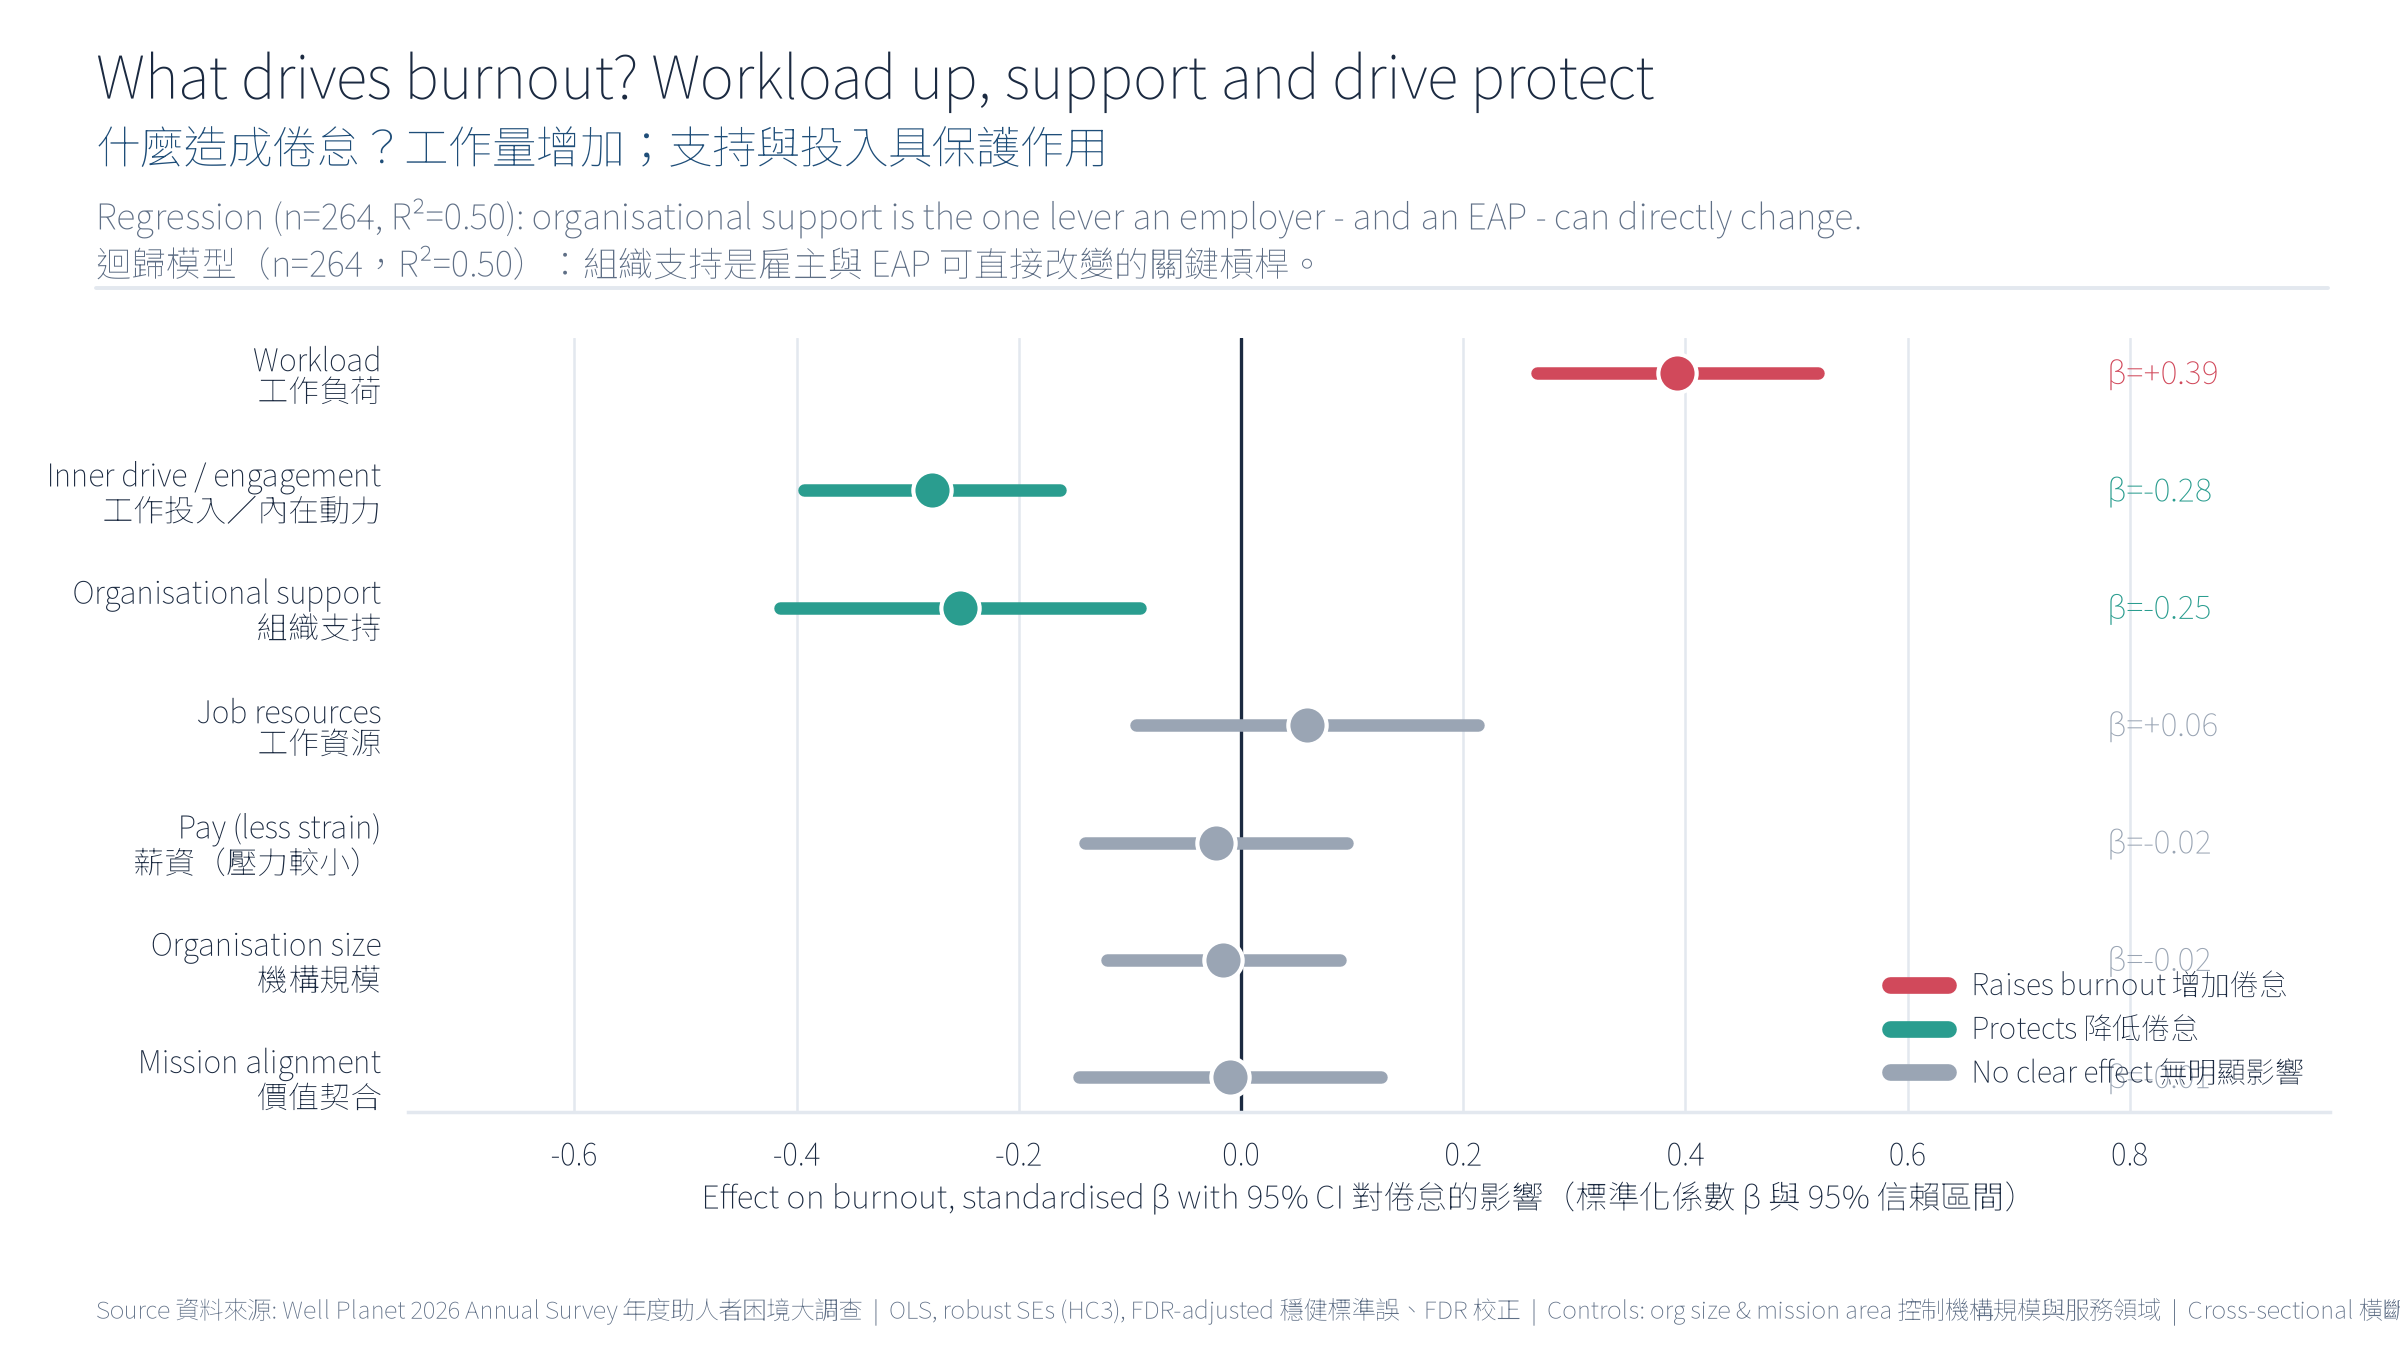 What drives burnout? Workload up, support and drive protect
什麼造成倦怠？工作量增加；支持與投入具保護作用
Regression (n=264, R²=0.50): organisational support is the one lever an employer - and an EAP - can directly change.
迴歸模型（n=264，R²=0.50）：組織支持是雇主與 EAP 可直接改變的關鍵槓桿。
Workload
工作負荷
β=+0.39
Inner drive / engagement
工作投入／內在動力
β=-0.28
Organisational support
組織支持
β=-0.25
Job resources
工作資源
β=+0.06
Pay (less strain)
薪資（壓力較小）
β=-0.02
Organisation size
機構規模
β=-0.02
Mission alignment
價值契合
β=-0.01
Raises burnout 增加倦怠
Protects 降低倦怠
No clear effect 無明顯影響
-0.6 -0.4 -0.2 0.0 0.2 0.4 0.6 0.8
Effect on burnout, standardised β with 95% CI 對倦怠的影響（標準化係數 β 與 95% 信賴區間）
Source 資料來源: Well Planet 2026 Annual Survey 年度助人者困境大調查 | OLS, robust SEs (HC3), FDR-adjusted 穩健標準誤、FDR 校正 | Controls: org size & mission area 控制機構規模與服務領域 | Cross-sectional 橫斷